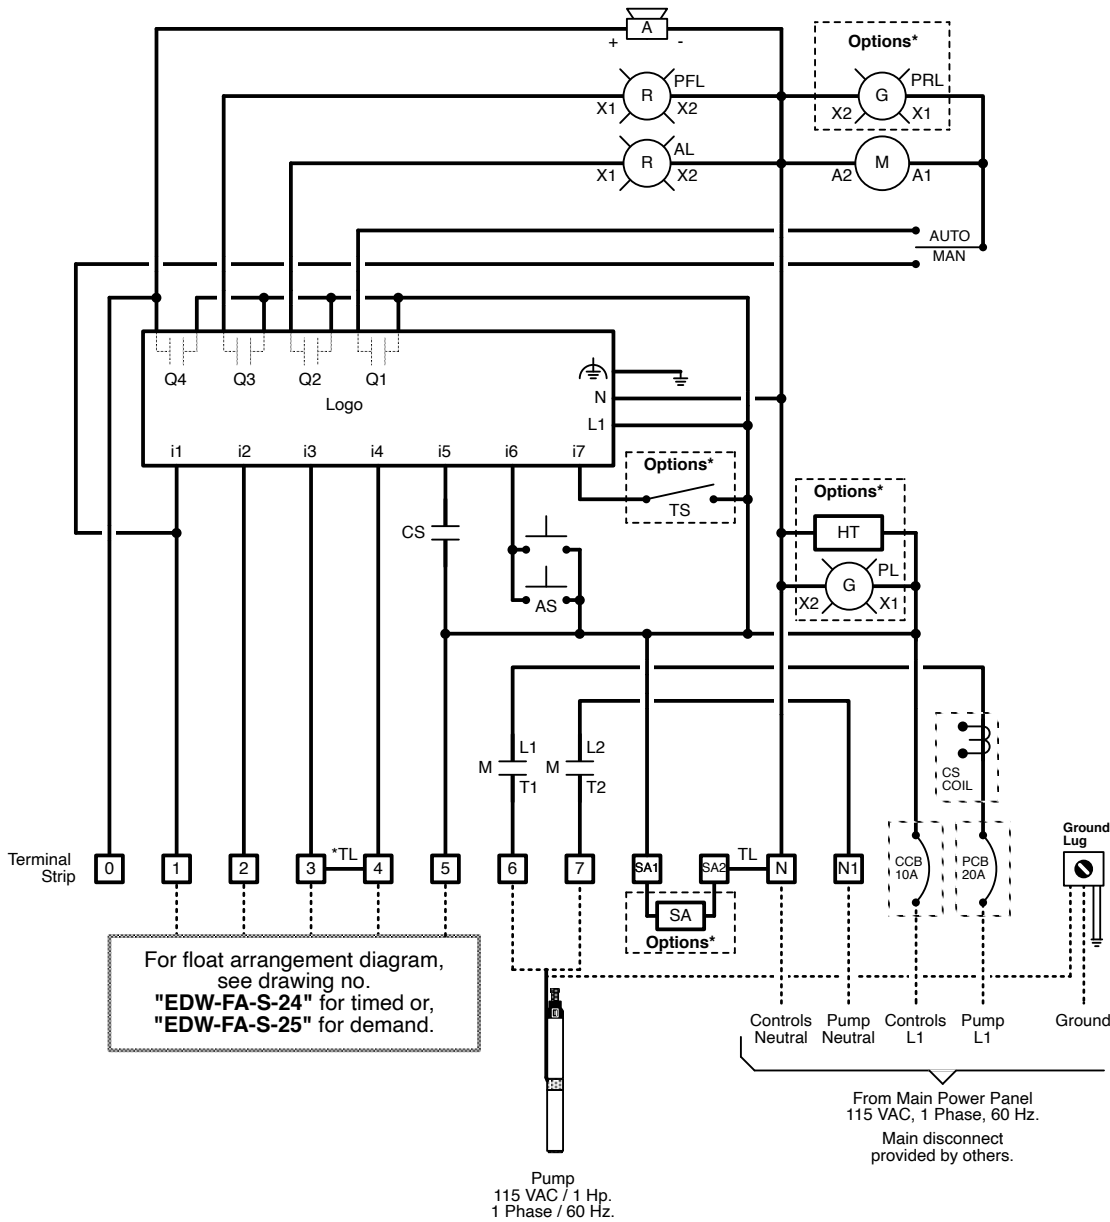 A
+ -
Options*
R PFL
X1 X2
G PRL
X2 X1
R AL
X1 X2
M
A2 A1
AUTO
MAN
Q4 Q3 Q2 Q1
Logo
N
L1
i1 i2 i3 i4 i5 i6 i7
Options*
TS
Options*
HT
G PL
X2 X1
CS
AS
M L1
T1
M L2
T2
CS
COIL
Terminal
Strip
0 1 2 3 *TL 4 5 6 7 SA1 SA2 TL N N1
CCB
10A
PCB
20A
Ground
Lug
SA
Options*
For float arrangement diagram,
see drawing no.
"EDW-FA-S-24" for timed or,
"EDW-FA-S-25" for demand.
Controls
Neutral
Pump
Neutral
Controls
L1
Pump
L1
Ground
From Main Power Panel
115 VAC, 1 Phase, 60 Hz.
Main disconnect
provided by others.
Pump
115 VAC / 1 Hp.
1 Phase / 60 Hz.